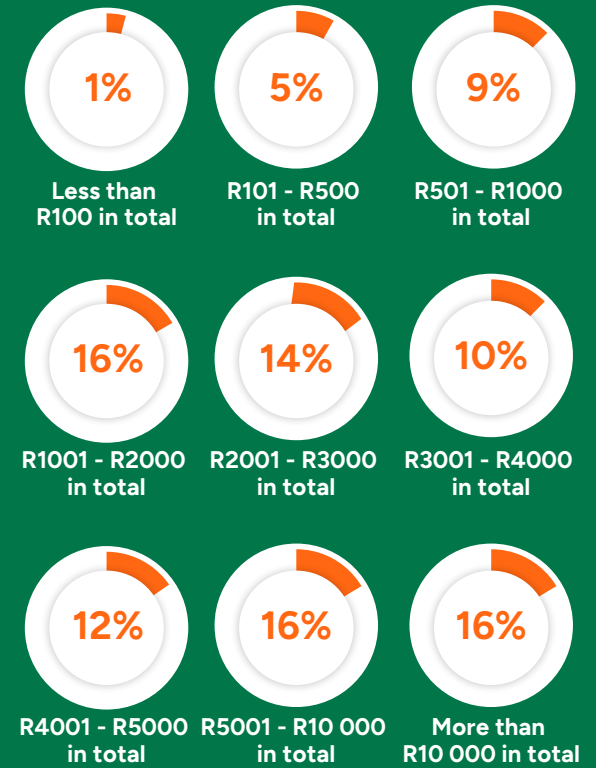 1%
Less than
R100 in total
5%
R101 - R500
in total
9%
R501 - R1000
in total
16%
R1001 - R2000
in total
14%
R2001 - R3000
in total
10%
R3001 - R4000
in total
12%
R4001 - R5000
in total
16%
R5001 - R10 000
in total
16%
More than
R10 000 in total